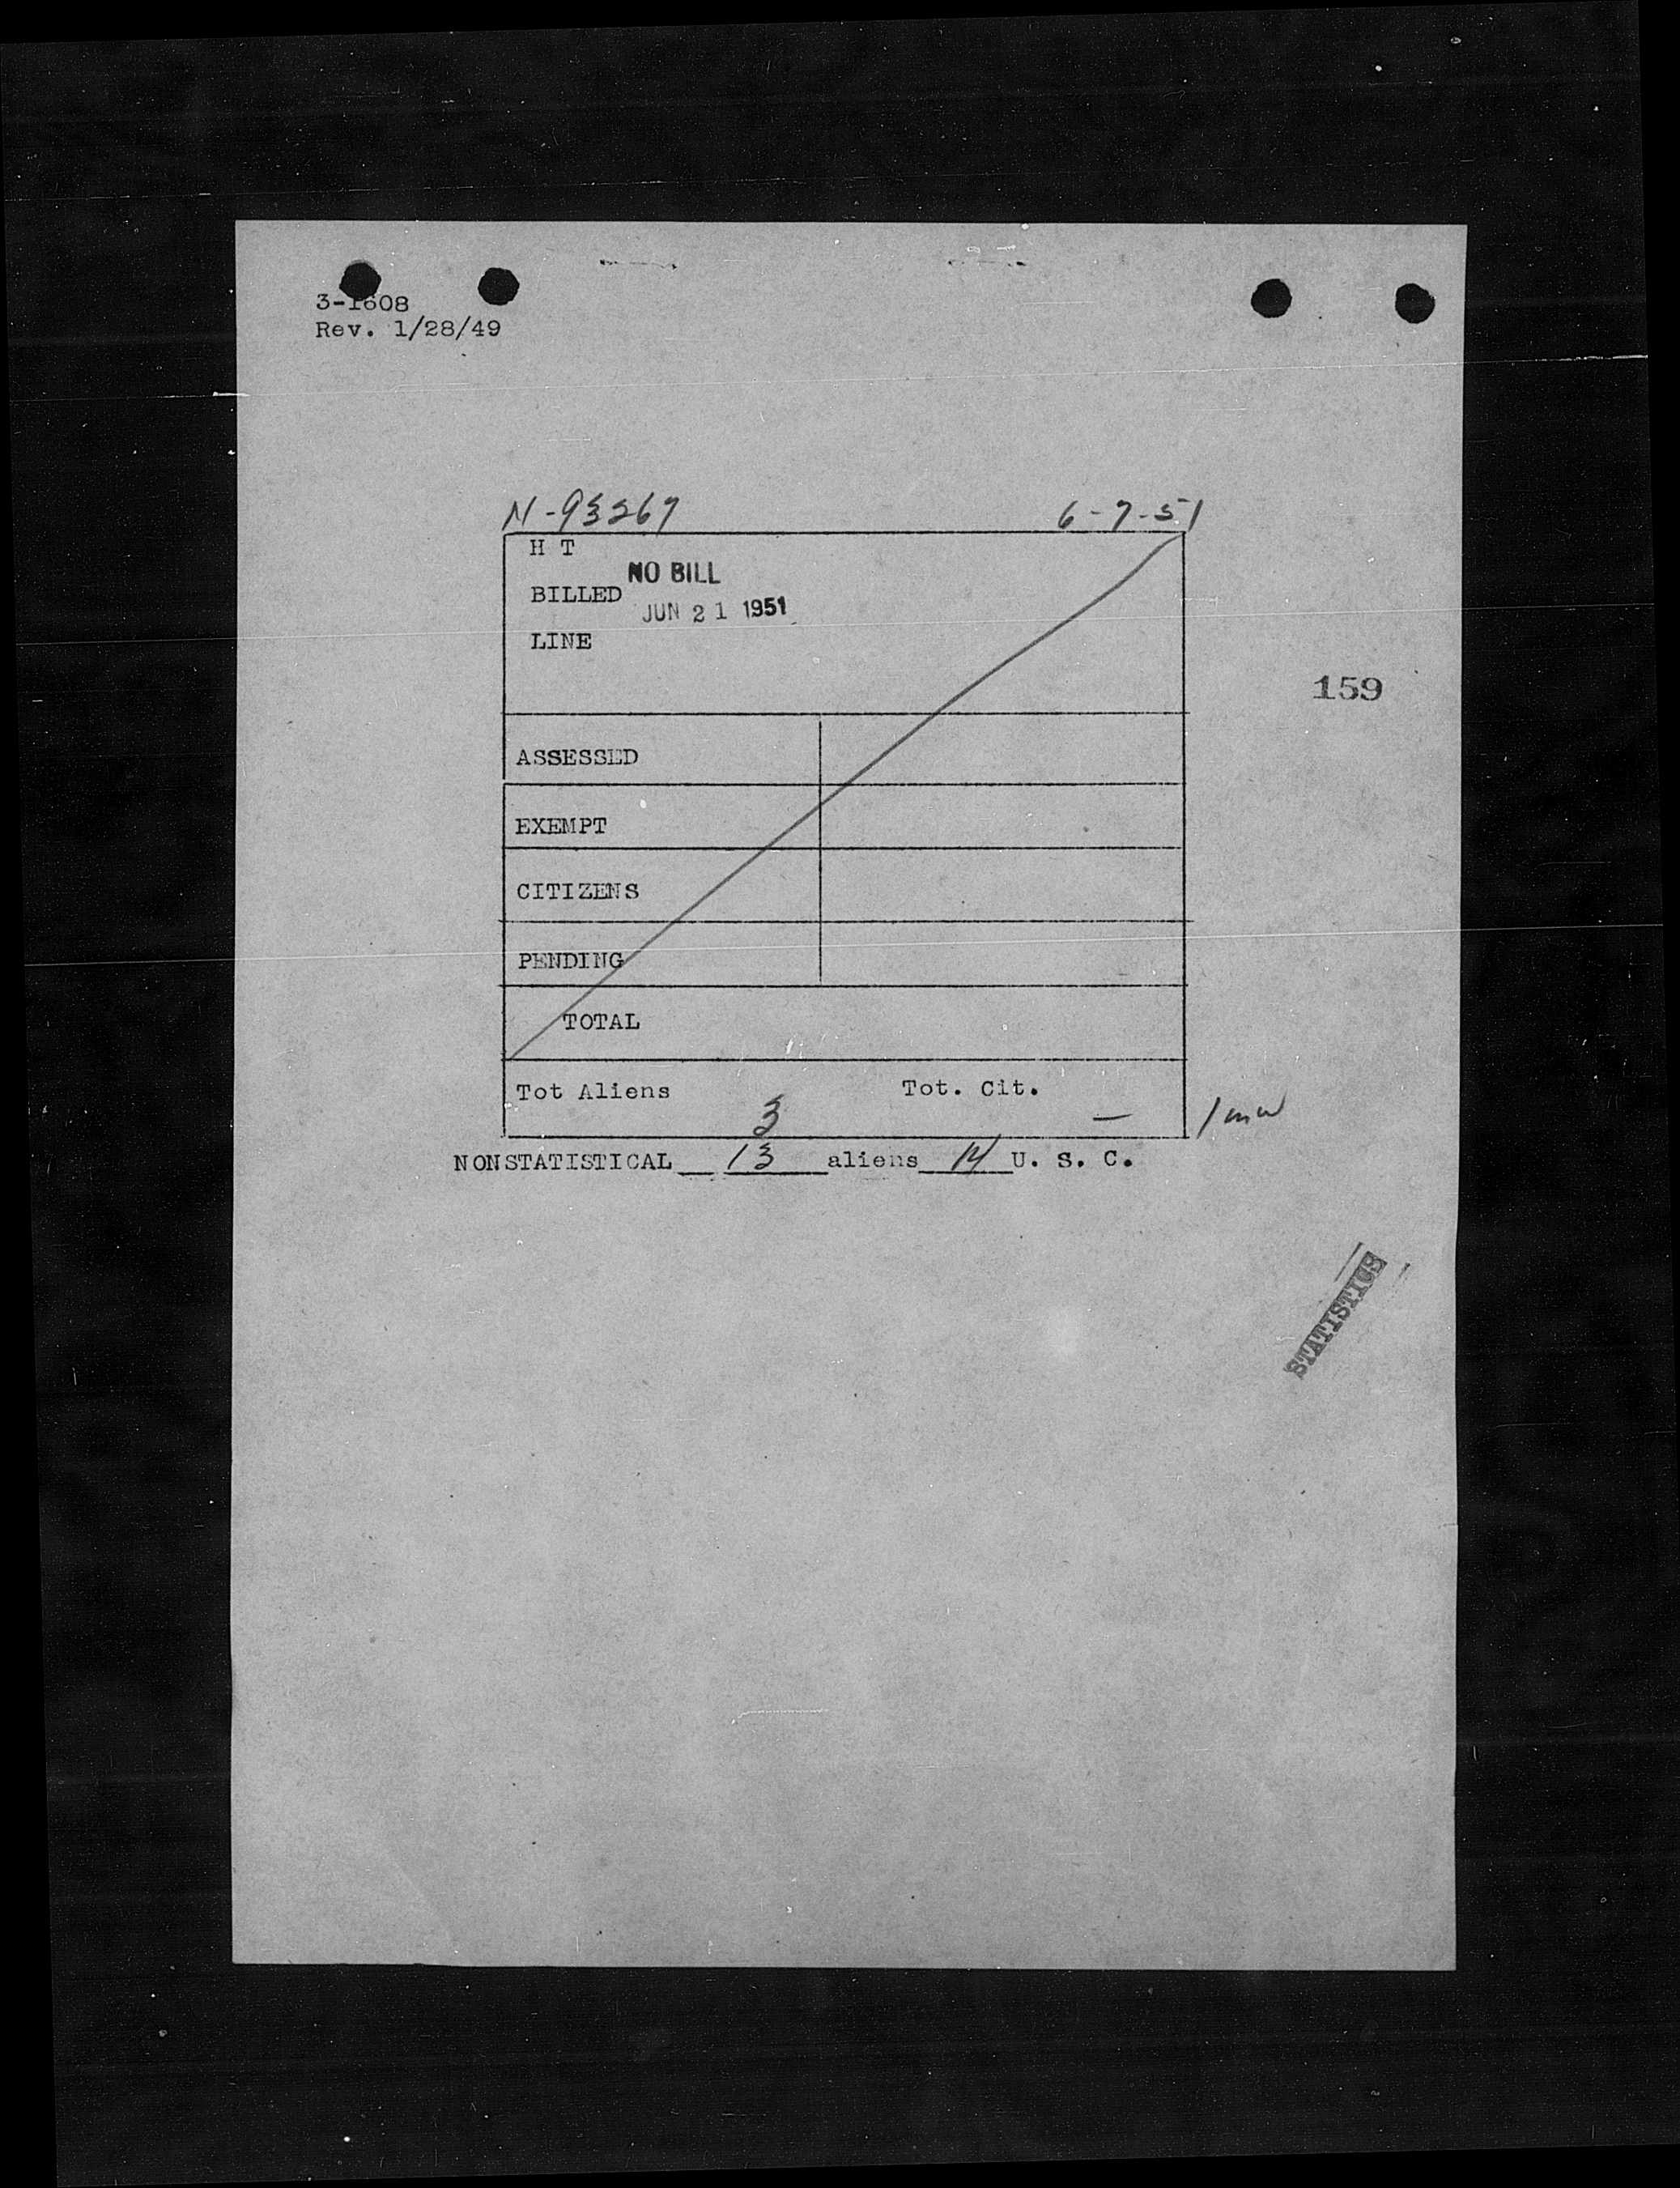 3-1608
Rev. 1/28/49
N-93267 6-7-51
H T
NO BILL
BILLED
JUN 21 1951
LINE
159
ASSESSED
EXEMPT
CITIZENS
PENDING
TOTAL
Tot Aliens 3 Tot. Cit. —
NONSTATISTICAL 13 aliens 14 U. S. C.
STATISTICS